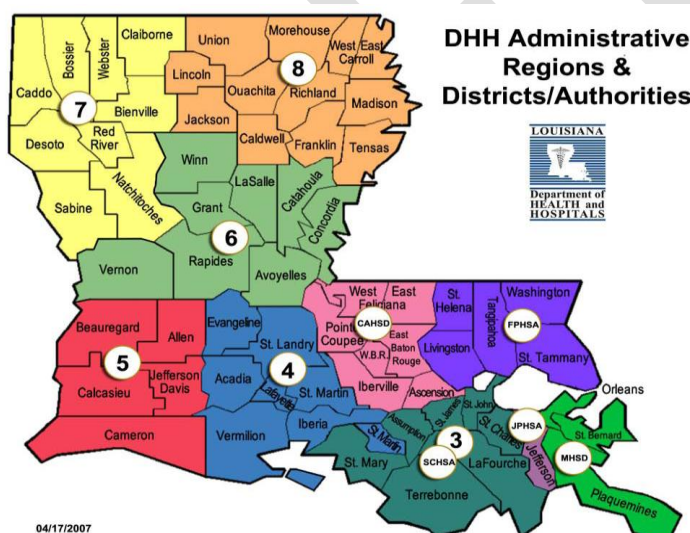 DHH Administrative
Regions &
Districts/Authorities
LOUISIANA
Department of
HEALTH and
HOSPITALS
Caddo
Bossier
Webster
Claiborne
7
Bienville
Desoto
Red
River
Sabine
Natchitoches
Union
Morehouse
West
Carroll
East
Lincoln
8
Ouachita
Richland
Madison
Jackson
Caldwell
Franklin
Tensas
Winn
LaSalle
Catahoula
Concordia
Grant
6
Rapides
Vernon
Avoyelles
Beauregard
Allen
5
Calcasieu
Jefferson
Davis
Cameron
Evangeline
St. Landry
4
Acadia
Lafayette
St. Martin
Vermilion
Iberia
St. Martin
West
East
Feliciana
Pointe
Coupee
CAHSD
East
Baton
Rouge
W.B.R.
Iberville
Ascension
St.
Helena
Tangipahoa
Washington
FPHSA
Livingston
St. Tammany
Assumption
St. James
St. John
St. Charles
3
SCHSA
St. Mary
LaFourche
Terrebonne
JPHSA
Jefferson
Orleans
St. Bernard
MHSD
Plaquemines
04/17/2007